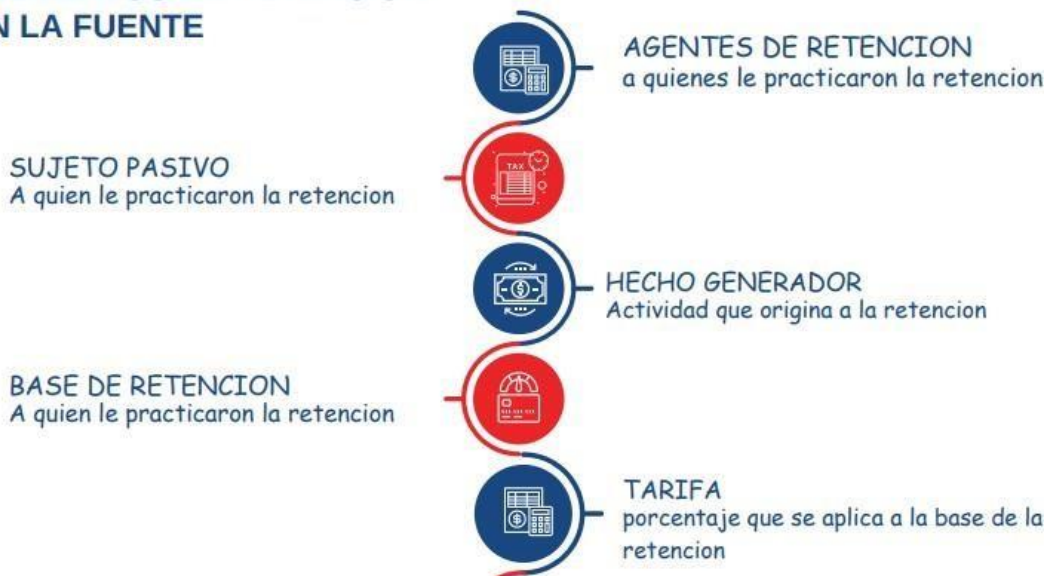 N LA FUENTE
AGENTES DE RETENCION
a quienes le practicaron la retencion
SUJETO PASIVO
A quien le practicaron la retencion
TAX
HECHO GENERADOR
Actividad que origina a la retencion
BASE DE RETENCION
A quien le practicaron la retencion
TARIFA
porcentaje que se aplica a la base de la
retencion